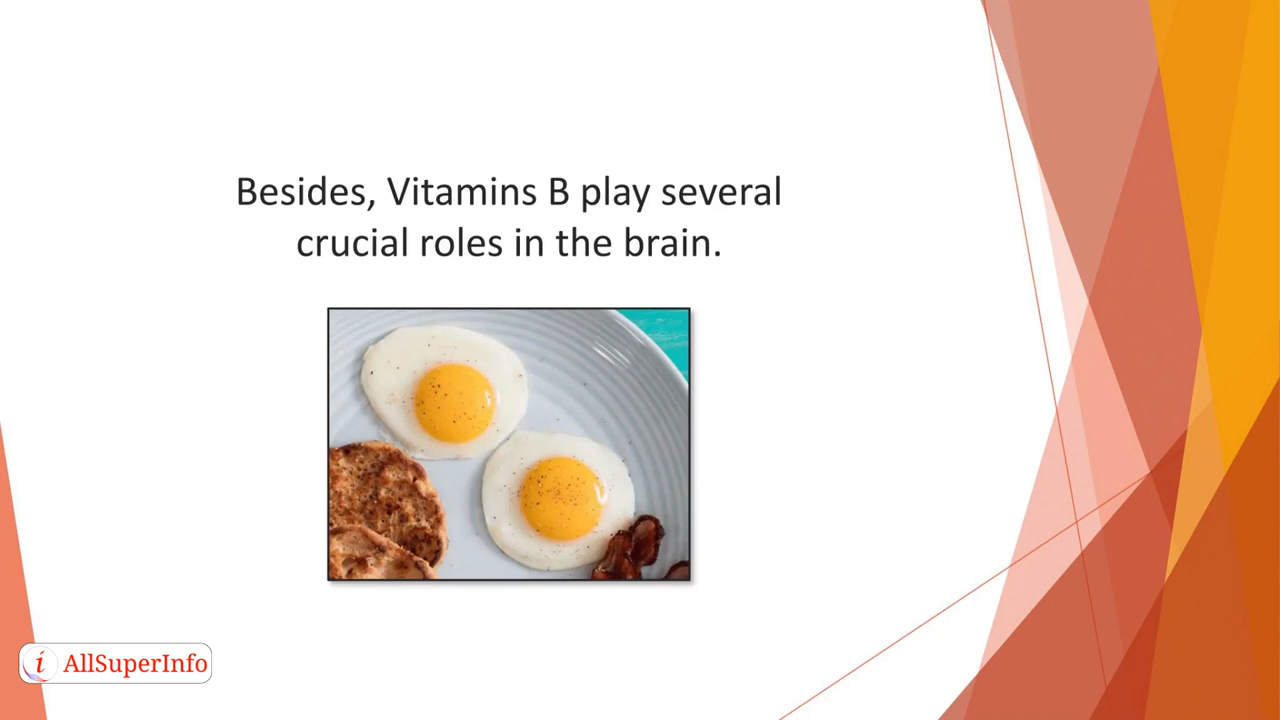 Besides, Vitamins B play several
crucial roles in the brain.
i AllSuperInfo